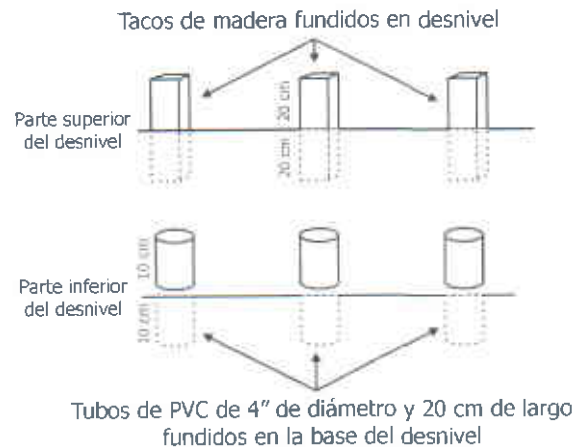 Tacos de madera fundidos en desnivel
Parte superior
del desnivel
20 cm
20 cm
Parte inferior
del desnivel
10 cm
10 cm
Tubos de PVC de 4" de diámetro y 20 cm de largo
fundidos en la base del desnivel